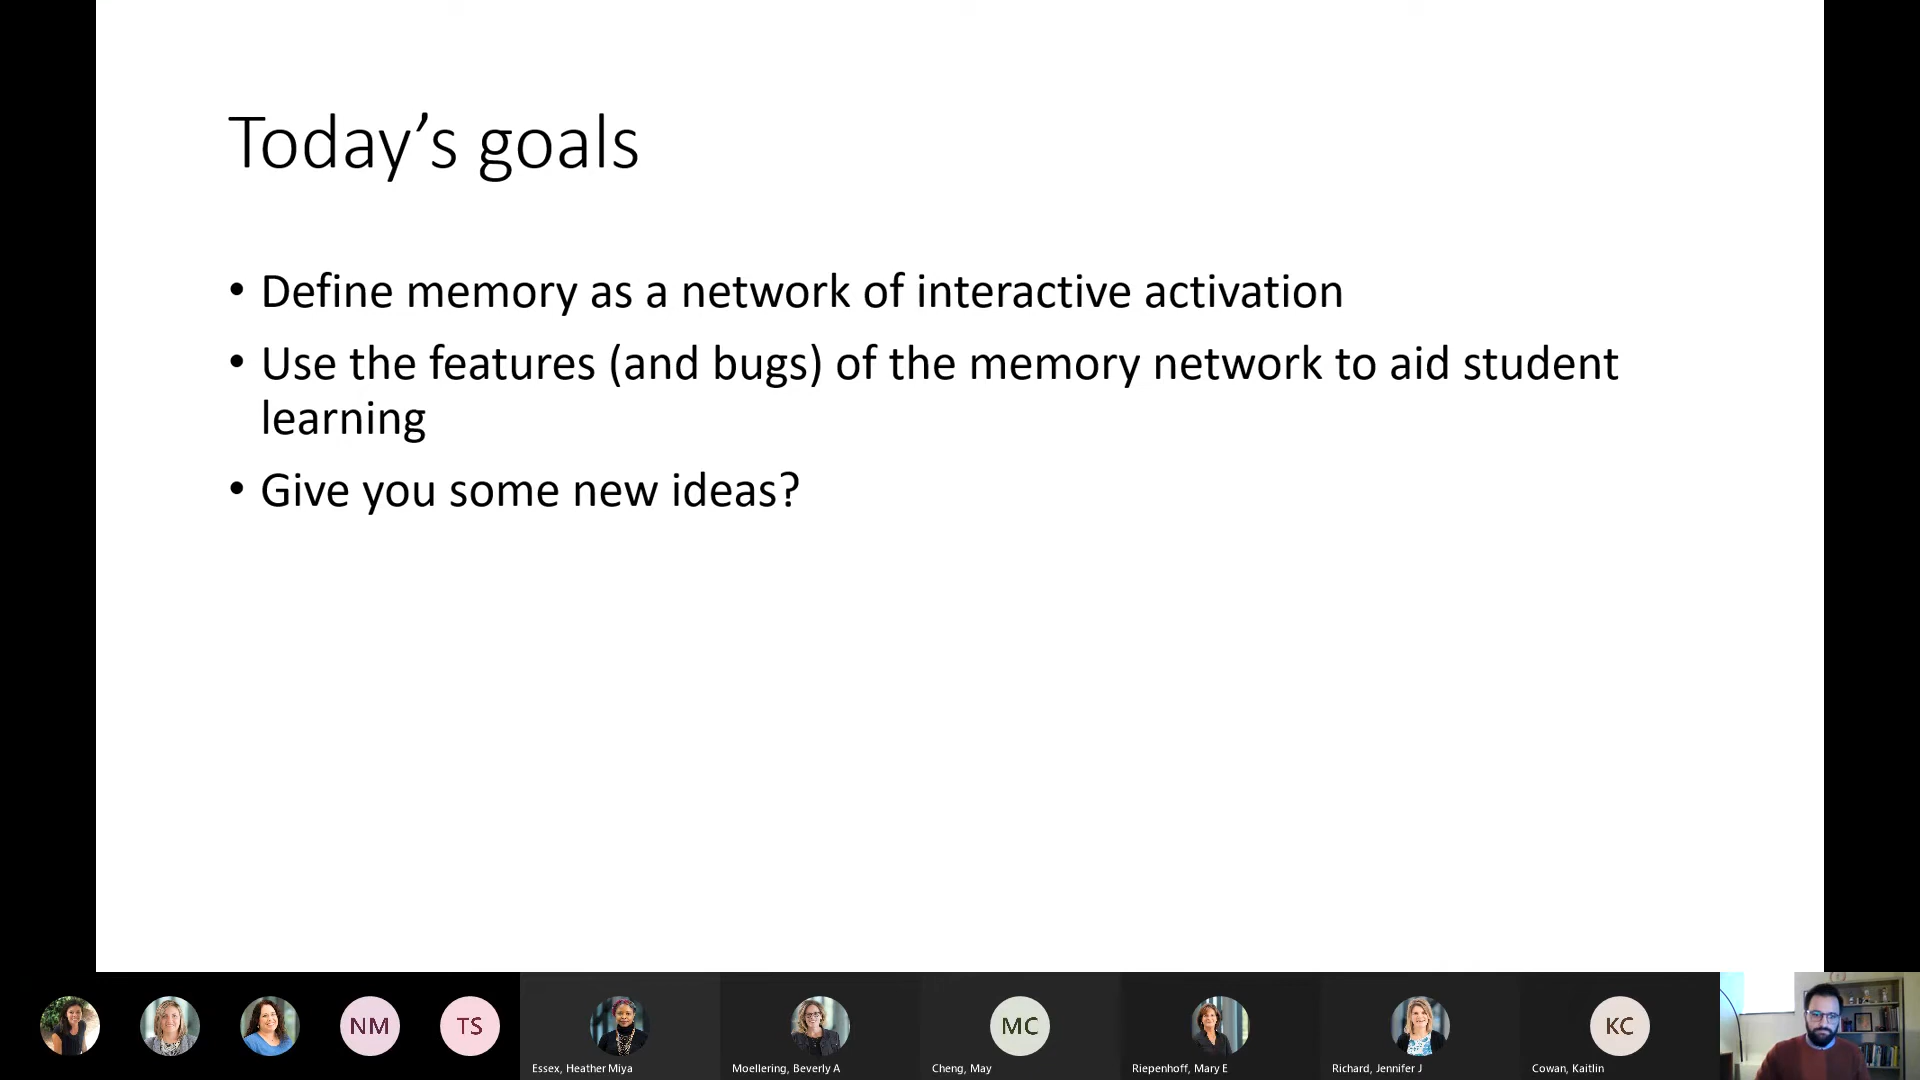 Today’s goals
• Define memory as a network of interactive activation
• Use the features (and bugs) of the memory network to aid student
learning
• Give you some new ideas?
NM
TS
MC
KC
Essex, Heather Miya
Moellering, Beverly A
Cheng, May
Riepenhoff, Mary E
Richard, Jennifer J
Cowan, Kaitlin